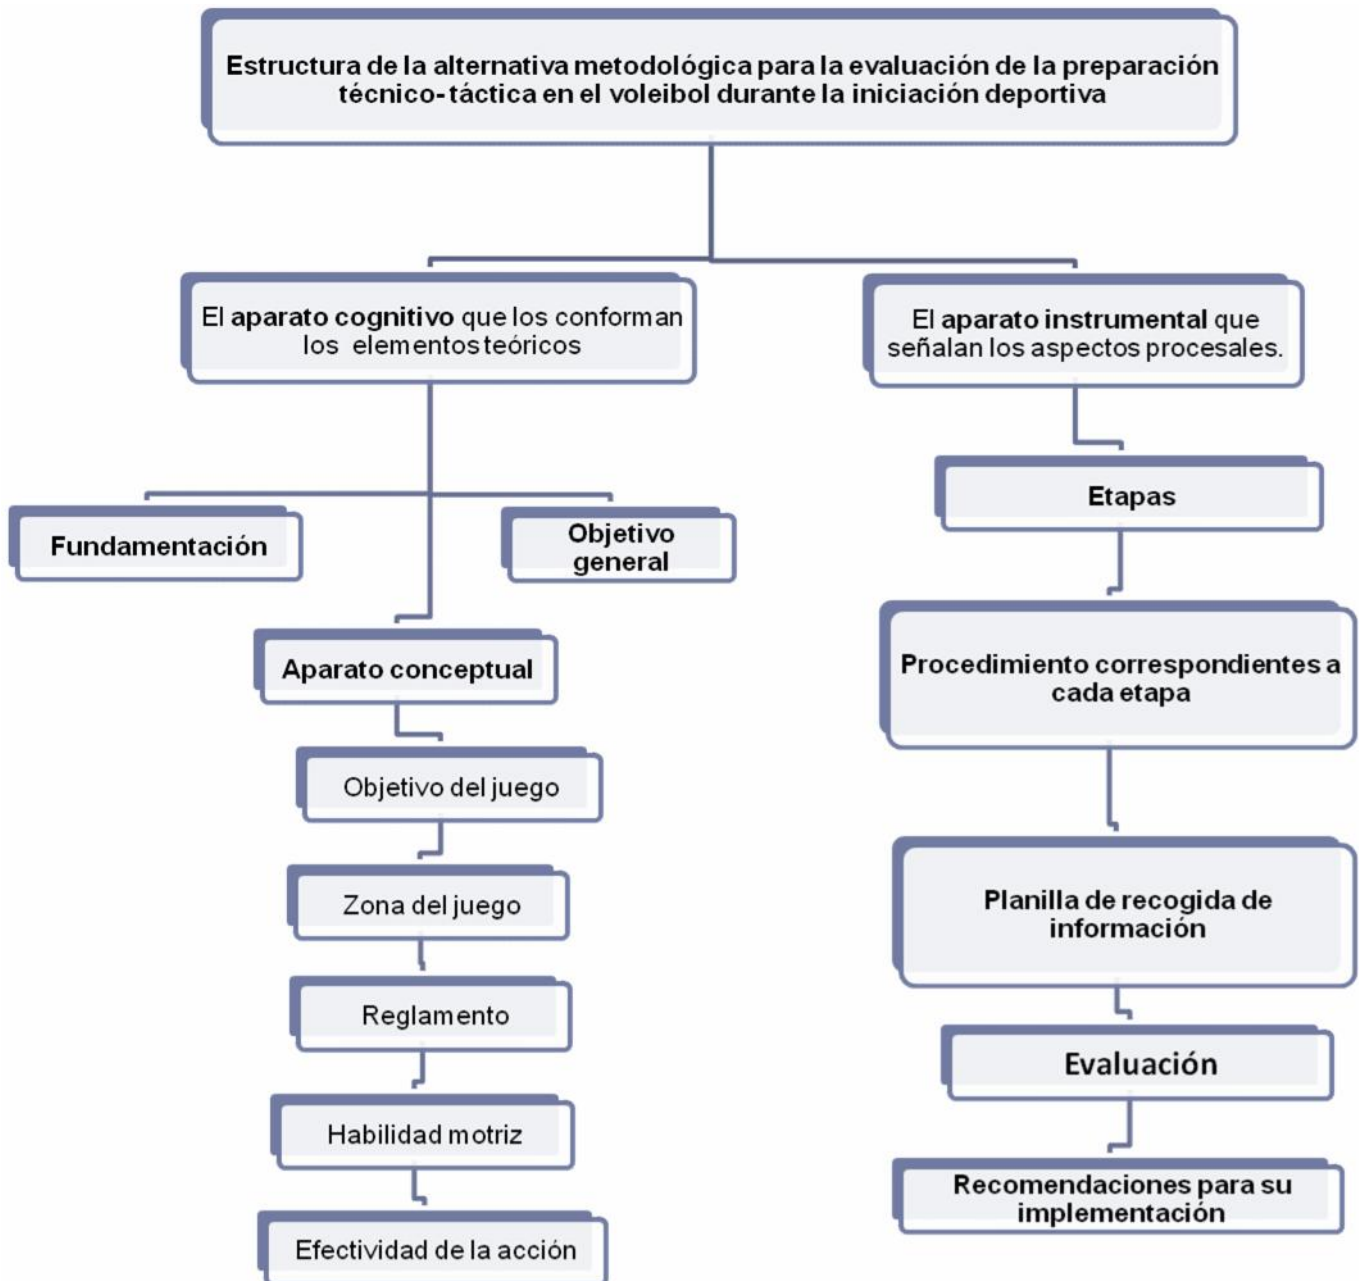 Estructura de la alternativa metodológica para la evaluación de la preparación
técnico-táctica en el voleibol durante la iniciación deportiva
El aparato cognitivo que los conforman
los elementos teóricos
El aparato instrumental que
señalan los aspectos procesales.
Fundamentación
Objetivo
general
Aparato conceptual
Objetivo del juego
Zona del juego
Reglamento
Habilidad motriz
Efectividad de la acción
Etapas
Procedimiento correspondientes a
cada etapa
Planilla de recogida de
información
Evaluación
Recomendaciones para su
implementación